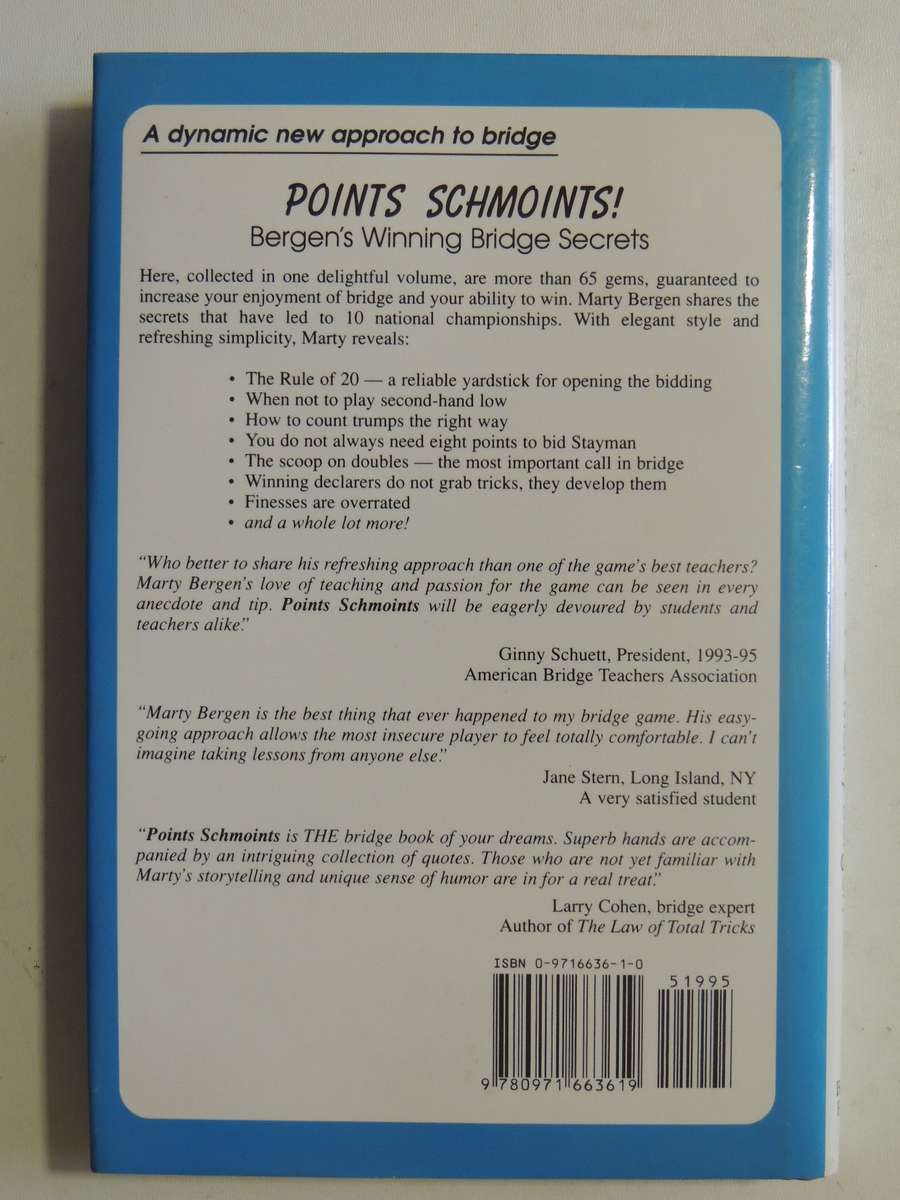 A dynamic new approach to bridge
POINTS SCHMOINTS!
Bergen's Winning Bridge Secrets
Here, collected in one delightful volume, are more than 65 gems, guaranteed to
increase your enjoyment of bridge and your ability to win. Marty Bergen shares the
secrets that have led to 10 national championships. With elegant style and
refreshing simplicity, Marty reveals:
• The Rule of 20 — a reliable yardstick for opening the bidding
• When not to play second-hand low
• How to count trumps the right way
• You do not always need eight points to bid Stayman
• The scoop on doubles — the most important call in bridge
• Winning declarers do not grab tricks, they develop them
• Finesses are overrated
• and a whole lot more!
"Who better to share his refreshing approach than one of the game's best teachers?
Marty Bergen's love of teaching and passion for the game can be seen in every
anecdote and tip. Points Schmoints will be eagerly devoured by students and
teachers alike."
Ginny Schuett, President, 1993-95
American Bridge Teachers Association
"Marty Bergen is the best thing that ever happened to my bridge game. His easy-
going approach allows the most insecure player to feel totally comfortable. I can't
imagine taking lessons from anyone else."
Jane Stern, Long Island, NY
A very satisfied student
"Points Schmoints is THE bridge book of your dreams. Superb hands are accom-
panied by an intriguing collection of quotes. Those who are not yet familiar with
Marty's storytelling and unique sense of humor are in for a real treat."
Larry Cohen, bridge expert
Author of The Law of Total Tricks
ISBN 0-9716636-1-0
51995
9 780971 663619